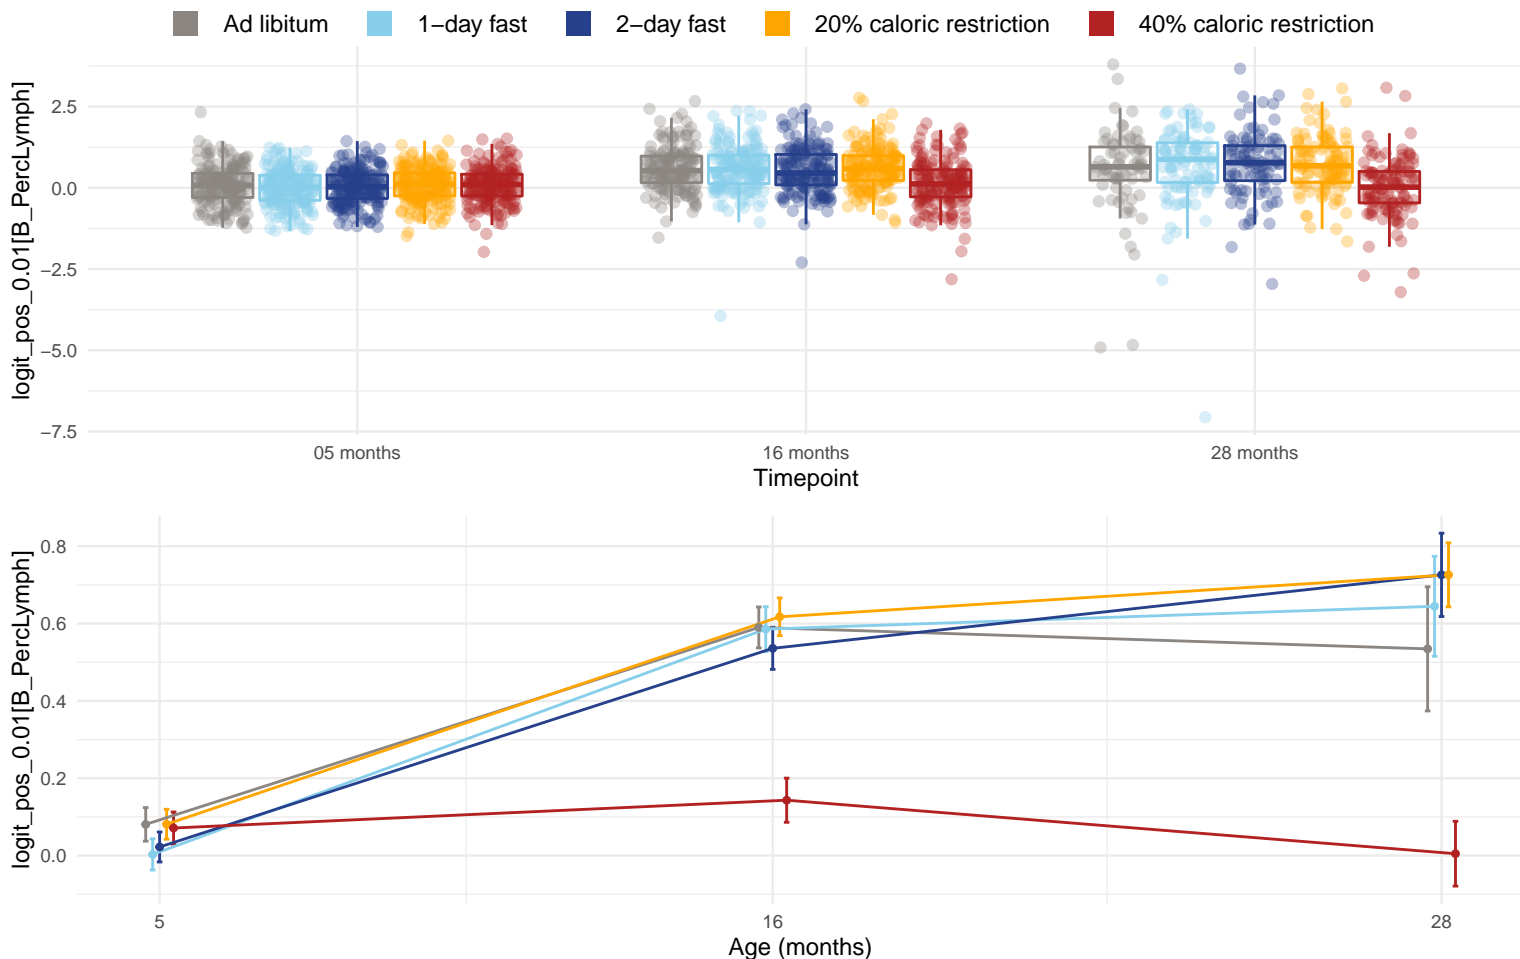 Ad libitum 1−day fast 2−day fast 20% caloric restriction 40% caloric restriction
logit_pos_0.01[B_PercLymph]
2.5
0.0
−2.5
−5.0
−7.5
05 months 16 months 28 months
Timepoint
logit_pos_0.01[B_PercLymph]
0.8
0.6
0.4
0.2
0.0
5 16 28
Age (months)